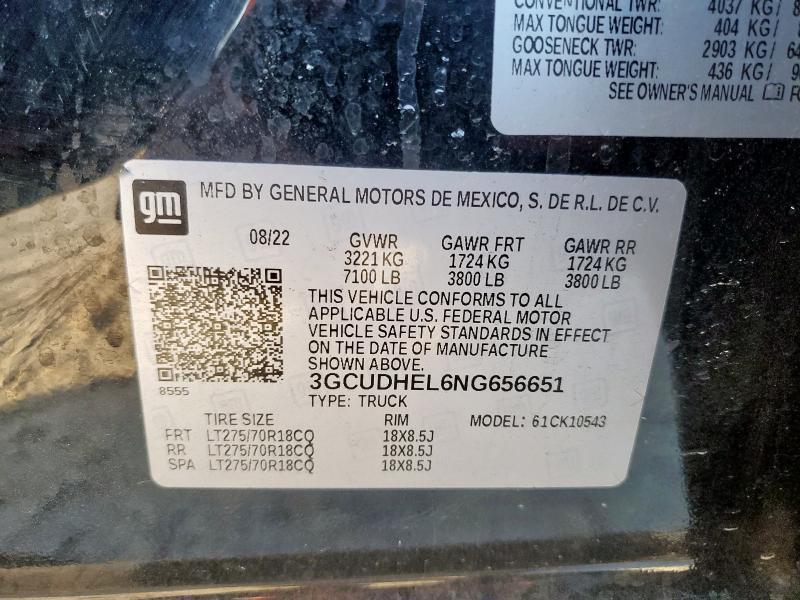 CONVENTIONAL TWR: 4037 KG/ 8
MAX TONGUE WEIGHT: 404 KG/
GOOSENECK TWR: 2903 KG/ 64
MAX TONGUE WEIGHT: 436 KG/ 9
SEE OWNER'S MANUAL FO
gm
MFD BY GENERAL MOTORS DE MEXICO, S. DE R.L. DE C.V.
08/22 GVWR GAWR FRT GAWR RR
3221 KG 1724 KG 1724 KG
7100 LB 3800 LB 3800 LB
THIS VEHICLE CONFORMS TO ALL
APPLICABLE U.S. FEDERAL MOTOR
VEHICLE SAFETY STANDARDS IN EFFECT
ON THE DATE OF MANUFACTURE
SHOWN ABOVE.
3GCUDHEL6NG656651
8555
TYPE: TRUCK
TIRE SIZE RIM MODEL: 61CK10543
FRT LT275/70R18CQ 18X8.5J
RR LT275/70R18CQ 18X8.5J
SPA LT275/70R18CQ 18X8.5J